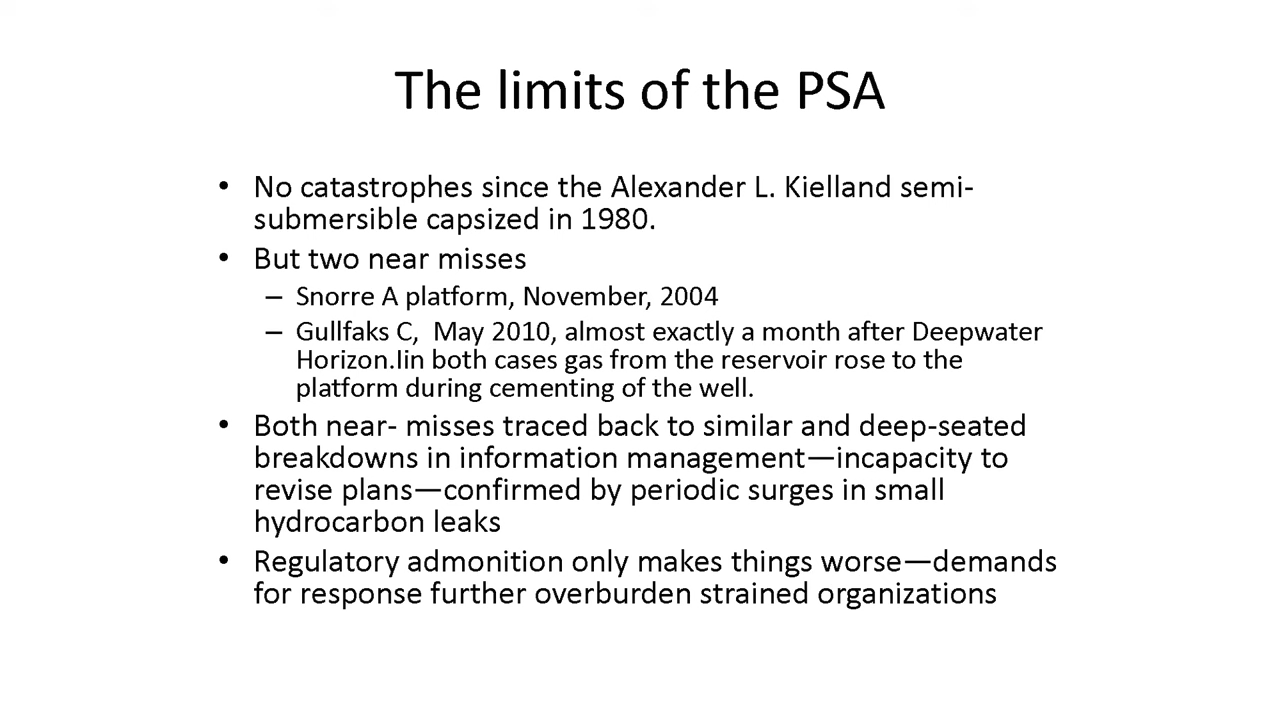 The limits of the PSA
• No catastrophes since the Alexander L. Kielland semi-
submersible capsized in 1980.
• But two near misses
– Snorre A platform, November, 2004
– Gullfaks C, May 2010, almost exactly a month after Deepwater
Horizon.Iin both cases gas from the reservoir rose to the
platform during cementing of the well.
• Both near- misses traced back to similar and deep-seated
breakdowns in information management—incapacity to
revise plans—confirmed by periodic surges in small
hydrocarbon leaks
• Regulatory admonition only makes things worse—demands
for response further overburden strained organizations